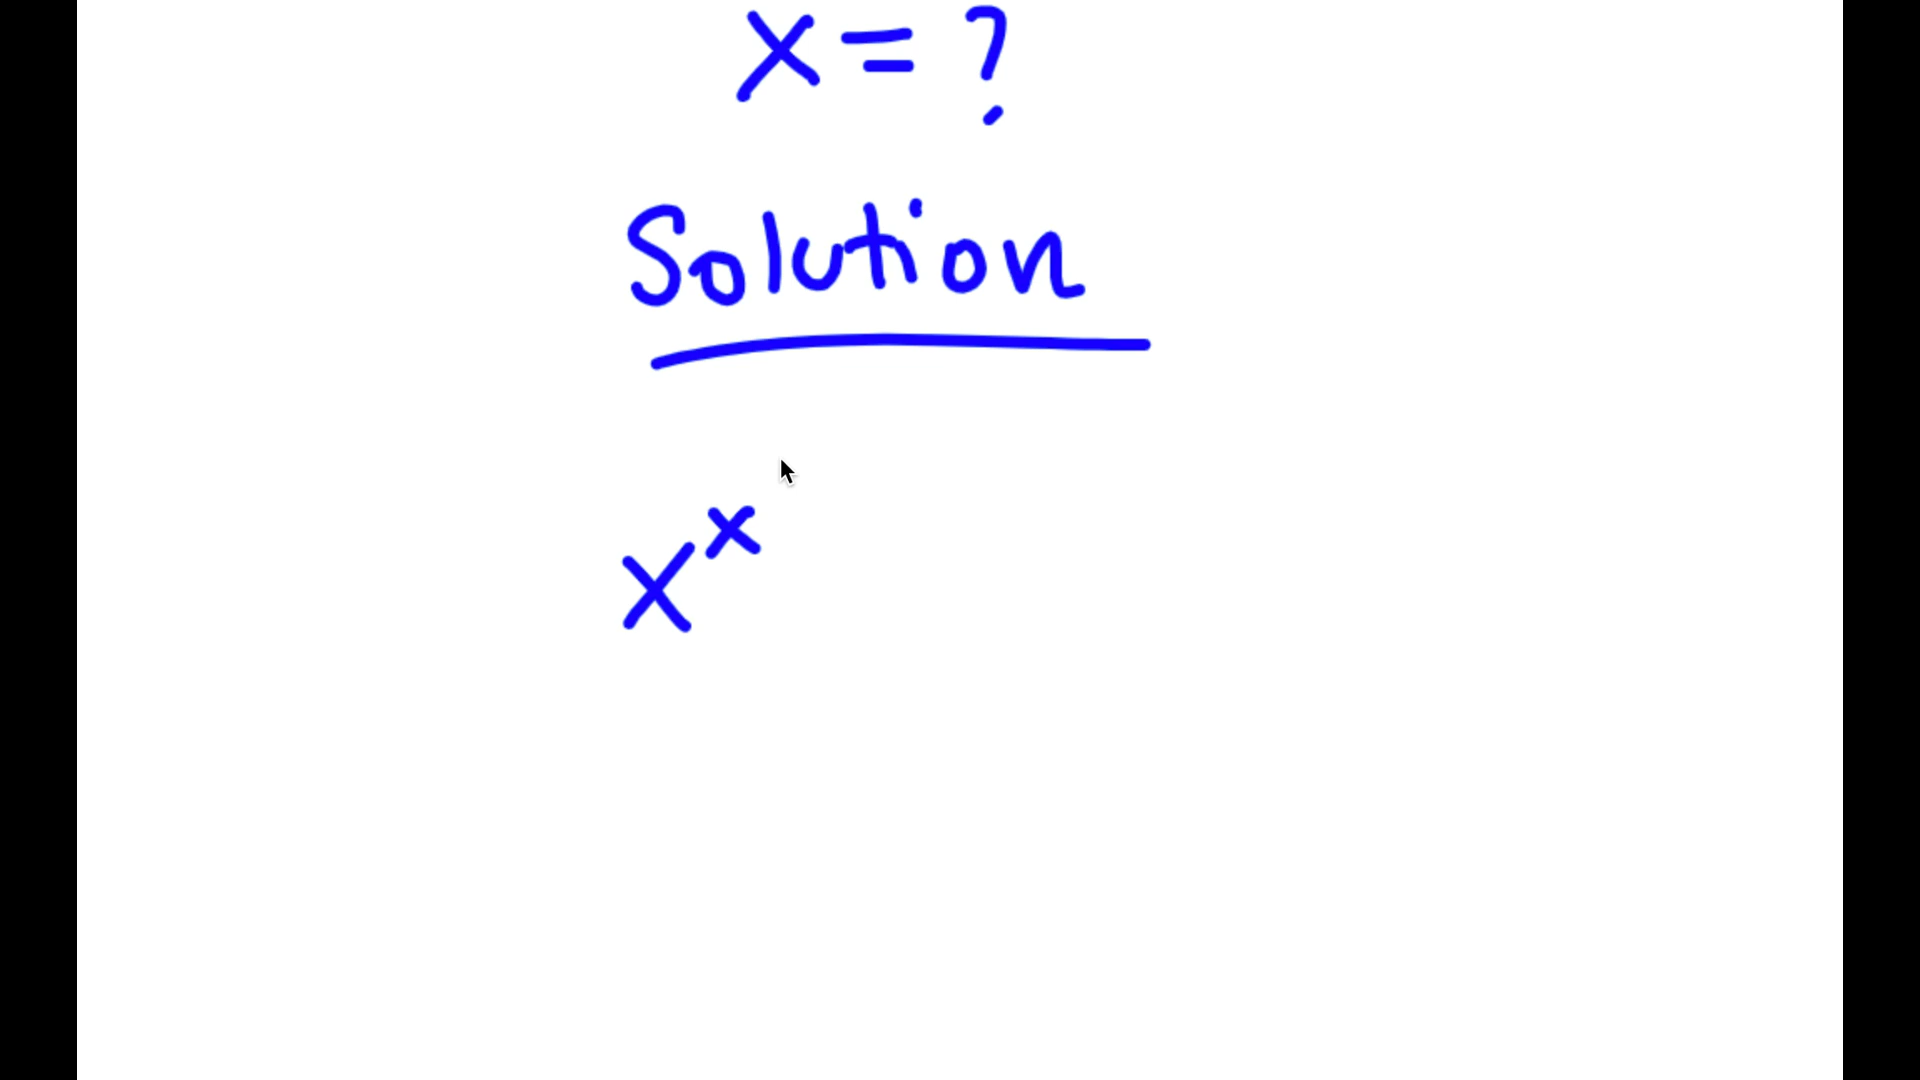 x = ?
Solution
x^x